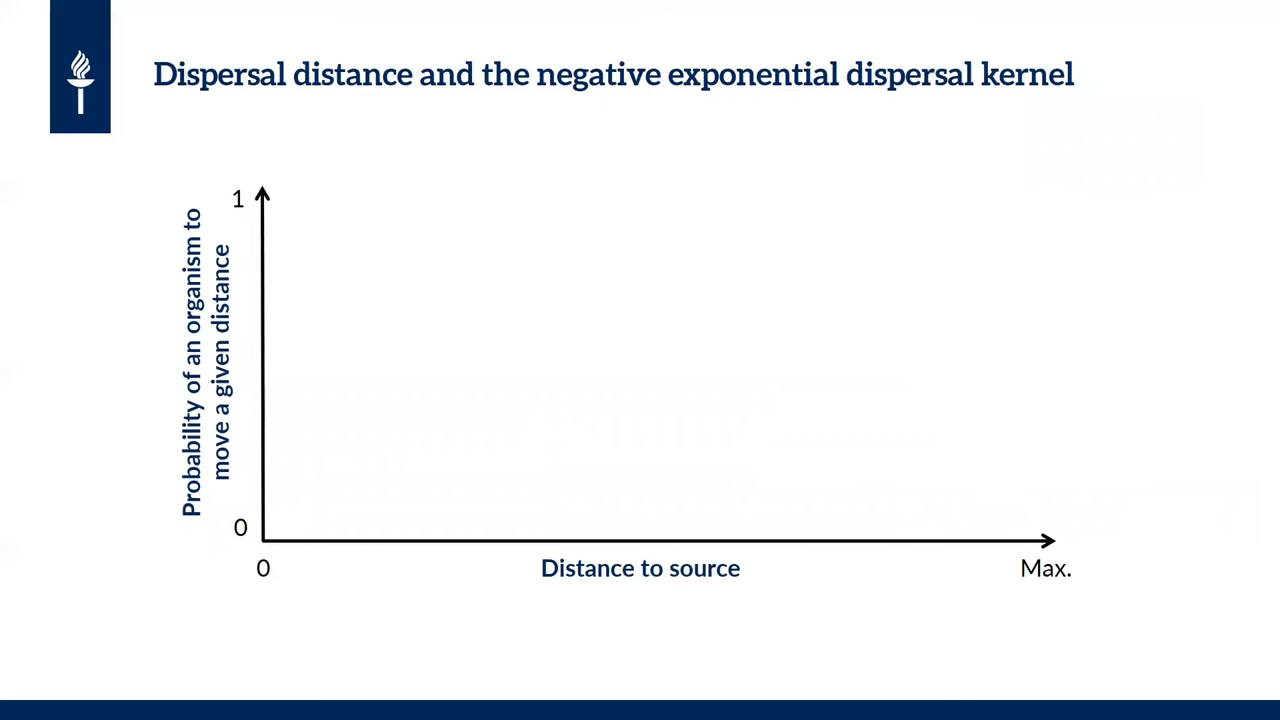 Dispersal distance and the negative exponential dispersal kernel
1
Probability of an organism to
move a given distance
0
0
Distance to source
Max.